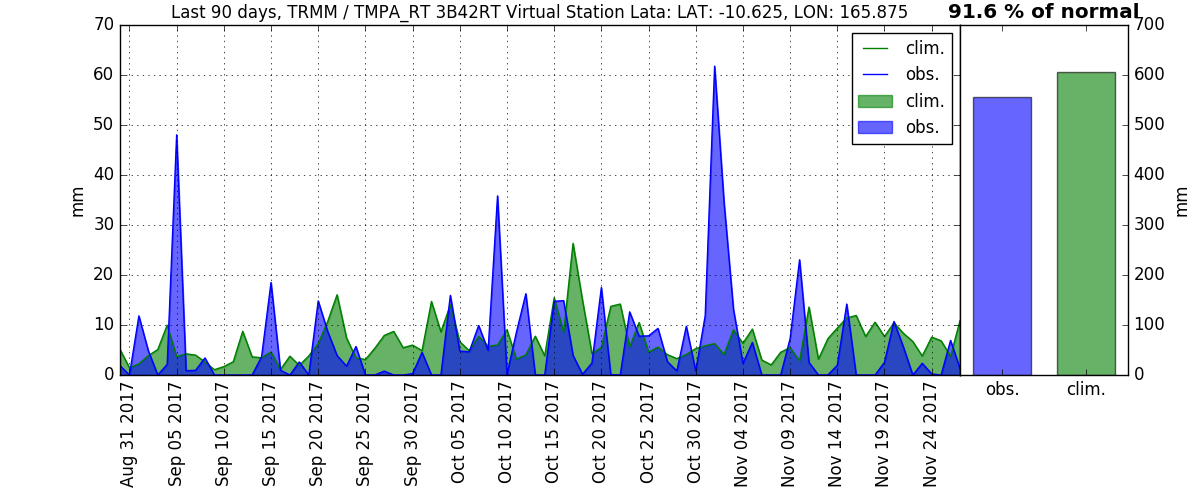 Last 90 days, TRMM / TMPA_RT 3B42RT Virtual Station Lata: LAT: -10.625, LON: 165.875
91.6 % of normal
70
60
50
40
30
20
10
0
mm
clim.
obs.
clim.
obs.
700
600
500
400
300
200
100
0
mm
obs.
clim.
Aug 31 2017
Sep 05 2017
Sep 10 2017
Sep 15 2017
Sep 20 2017
Sep 25 2017
Sep 30 2017
Oct 05 2017
Oct 10 2017
Oct 15 2017
Oct 20 2017
Oct 25 2017
Oct 30 2017
Nov 04 2017
Nov 09 2017
Nov 14 2017
Nov 19 2017
Nov 24 2017